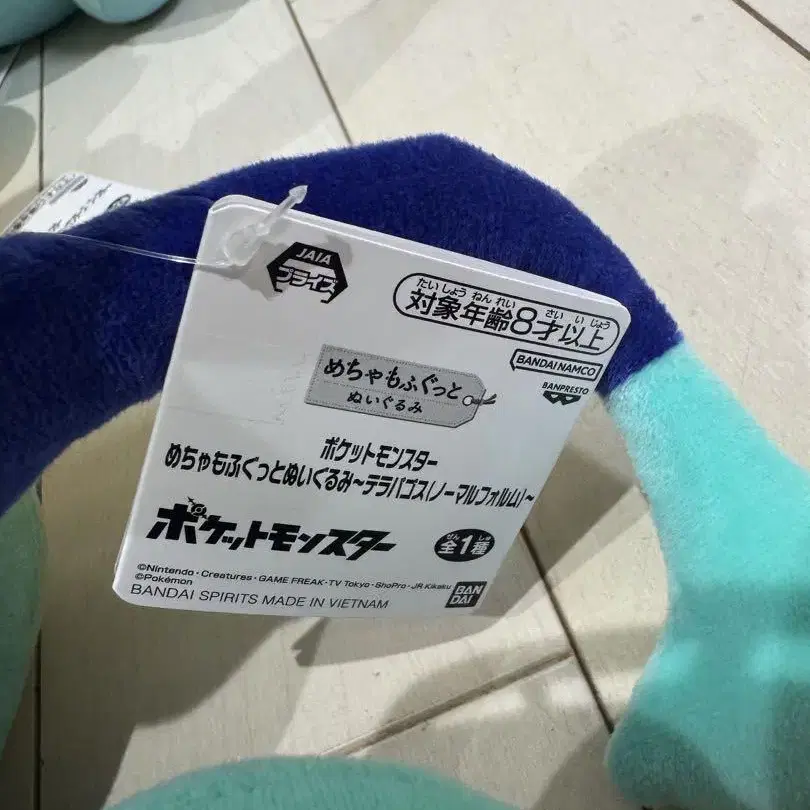 JAIA
プライズ
たいしょうねんれい さい いじょう
対象年齢8才以上
BANDAI NAMCO
BANPRESTO
めちゃもふぐっと
ぬいぐるみ
ポケットモンスター
めちゃもふぐっとぬいぐるみ~テラパゴス(ノーマルフォルム)~
ポケットモンスター
ぜん しゅ
全1種
©Nintendo・Creatures・GAME FREAK・TV Tokyo・ShoPro・JR Kikaku
©Pokémon
BANDAI SPIRITS MADE IN VIETNAM
BAN
DAI